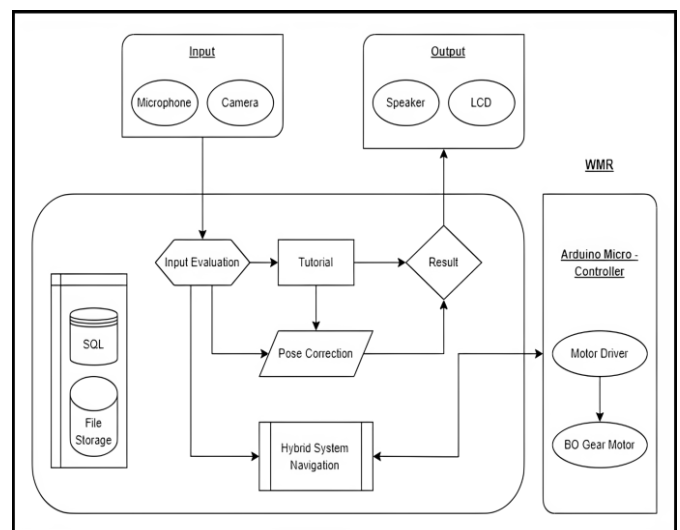 Input
Microphone
Camera
Output
Speaker
LCD
WMR
Input Evaluation
Tutorial
Result
Arduino Micro -
Controller
SQL
Pose Correction
Motor Driver
File
Storage
Hybrid System
Navigation
BO Gear Motor